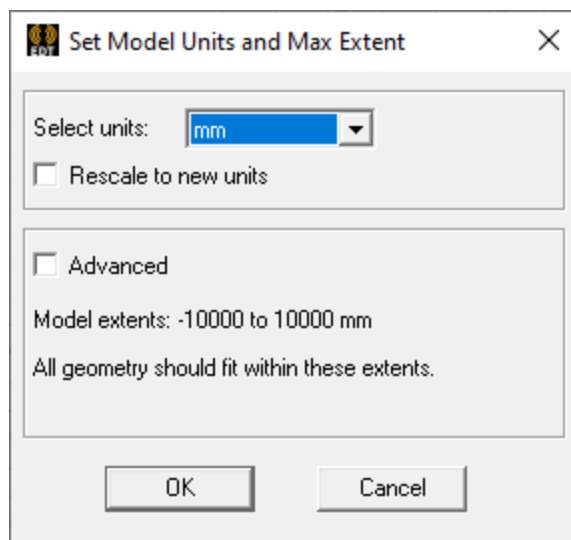 EDT
Set Model Units and Max Extent
Select units: mm
Rescale to new units
Advanced
Model extents: -10000 to 10000 mm
All geometry should fit within these extents.
OK Cancel